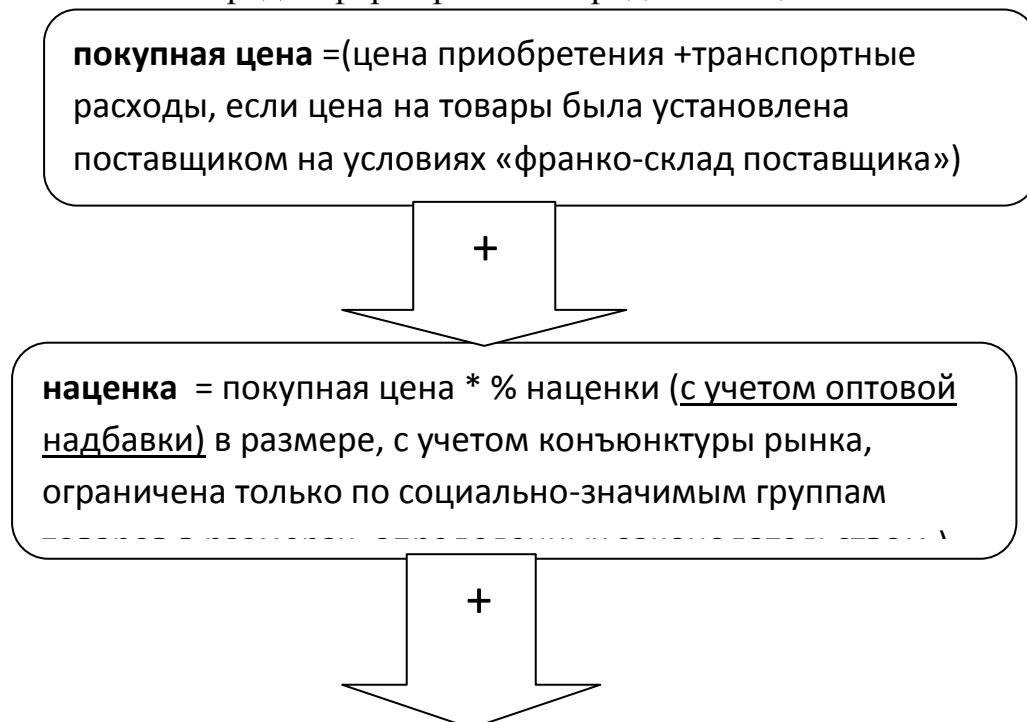 покупная цена =(цена приобретения +транспортные
расходы, если цена на товары была установлена
поставщиком на условиях «франко-склад поставщика»)
+
наценка = покупная цена * % наценки (с учетом оптовой
надбавки) в размере, с учетом конъюнктуры рынка,
ограничена только по социально-значимым группам
+